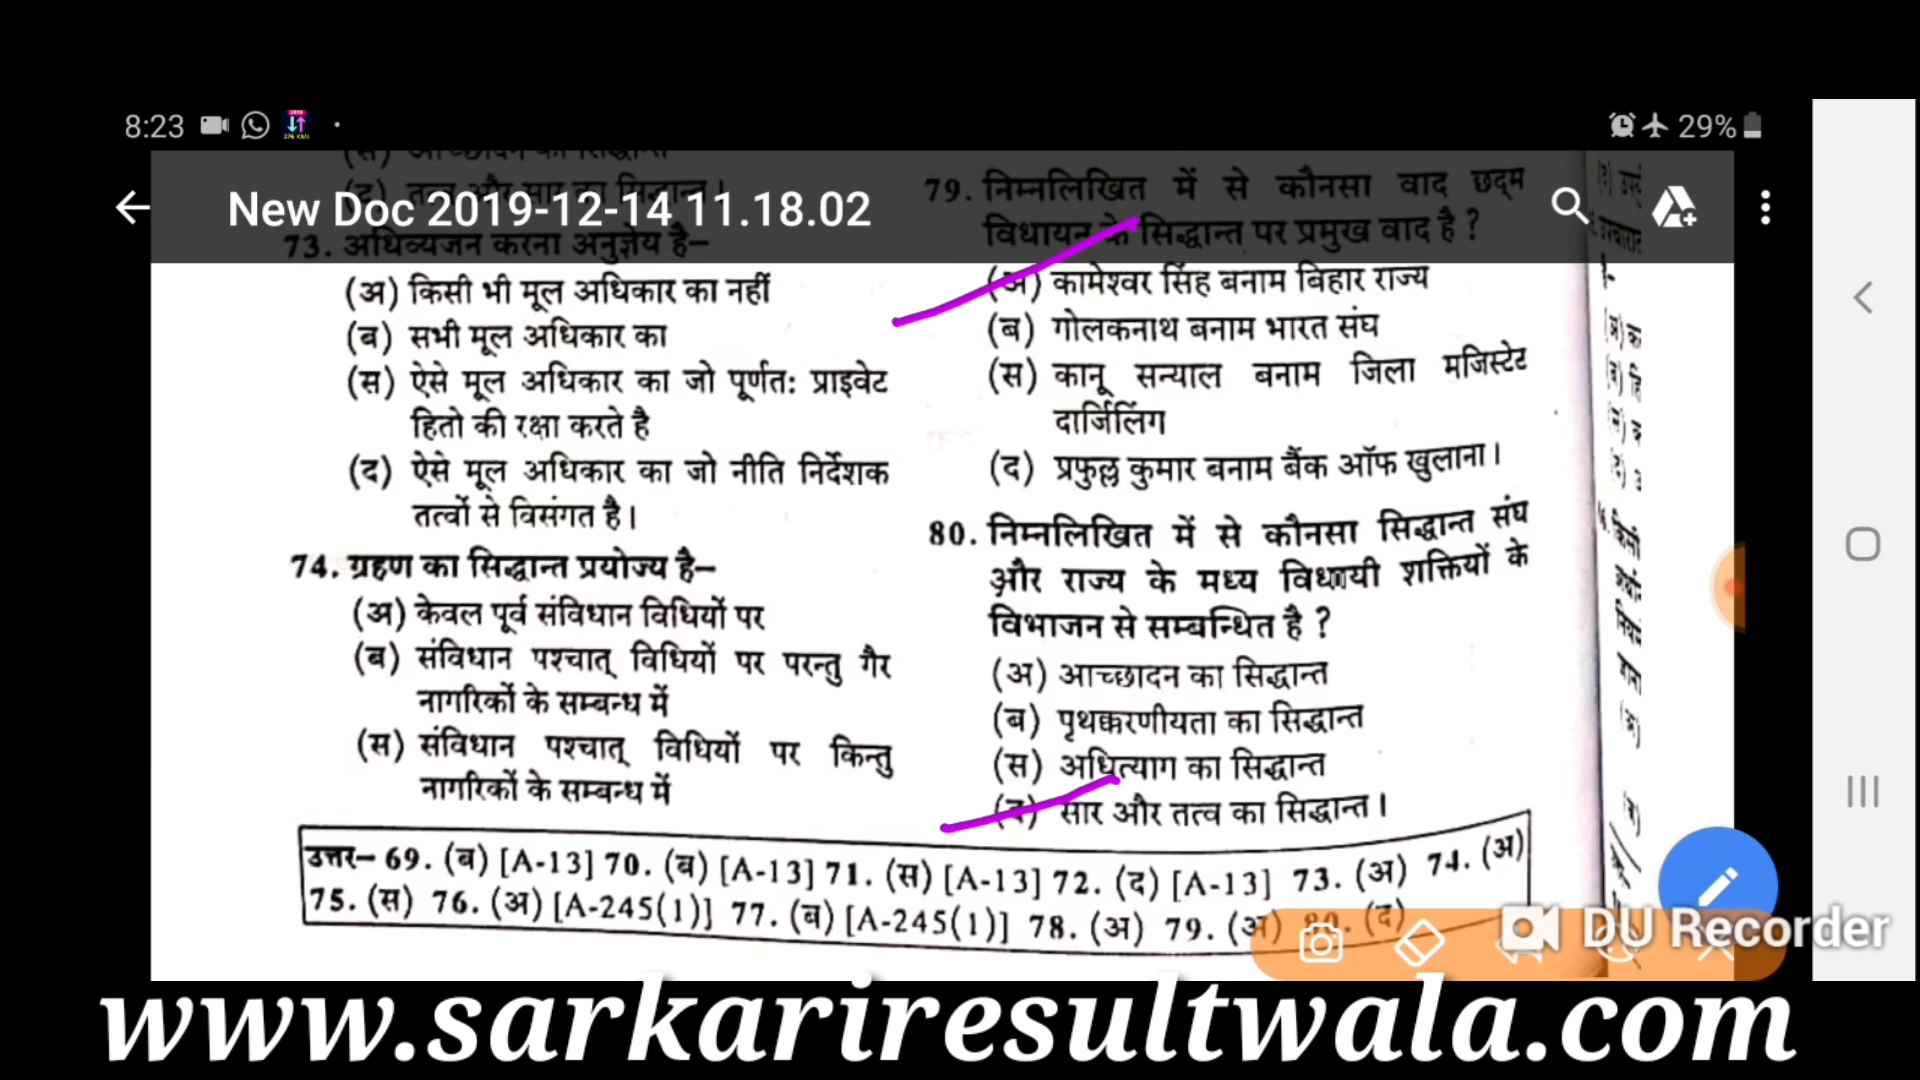 8:23
29%
New Doc 2019-12-14 11.18.02
(द) तत्व और सार का सिद्धान्त।
73. अधिव्यजन करना अनुज्ञेय है–
(अ) किसी भी मूल अधिकार का नहीं
(ब) सभी मूल अधिकार का
(स) ऐसे मूल अधिकार का जो पूर्णतः प्राइवेट
हितो की रक्षा करते है
(द) ऐसे मूल अधिकार का जो नीति निर्देशक
तत्वों से विसंगत है।
74. ग्रहण का सिद्धान्त प्रयोज्य है–
(अ) केवल पूर्व संविधान विधियों पर
(ब) संविधान पश्चात् विधियों पर परन्तु गैर
नागरिकों के सम्बन्ध में
(स) संविधान पश्चात् विधियों पर किन्तु
नागरिकों के सम्बन्ध में
79. निम्नलिखित में से कौनसा वाद छद्म
विधायन के सिद्धान्त पर प्रमुख वाद है ?
(अ) कामेश्वर सिंह बनाम बिहार राज्य
(ब) गोलकनाथ बनाम भारत संघ
(स) कानू सन्याल बनाम जिला मजिस्टेट
दार्जिलिंग
(द) प्रफुल्ल कुमार बनाम बैंक ऑफ खुलाना।
80. निम्नलिखित में से कौनसा सिद्धान्त संघ
और राज्य के मध्य विधायी शक्तियों के
विभाजन से सम्बन्धित है ?
(अ) आच्छादन का सिद्धान्त
(ब) पृथक्करणीयता का सिद्धान्त
(स) अधित्याग का सिद्धान्त
(द) सार और तत्व का सिद्धान्त।
उत्तर– 69. (ब) [A-13] 70. (ब) [A-13] 71. (स) [A-13] 72. (द) [A-13] 73. (अ) 74. (अ)
75. (स) 76. (अ) [A-245(1)] 77. (ब) [A-245(1)] 78. (अ) 79. (अ) 80. (द)
DU Recorder
www.sarkariresultwala.com